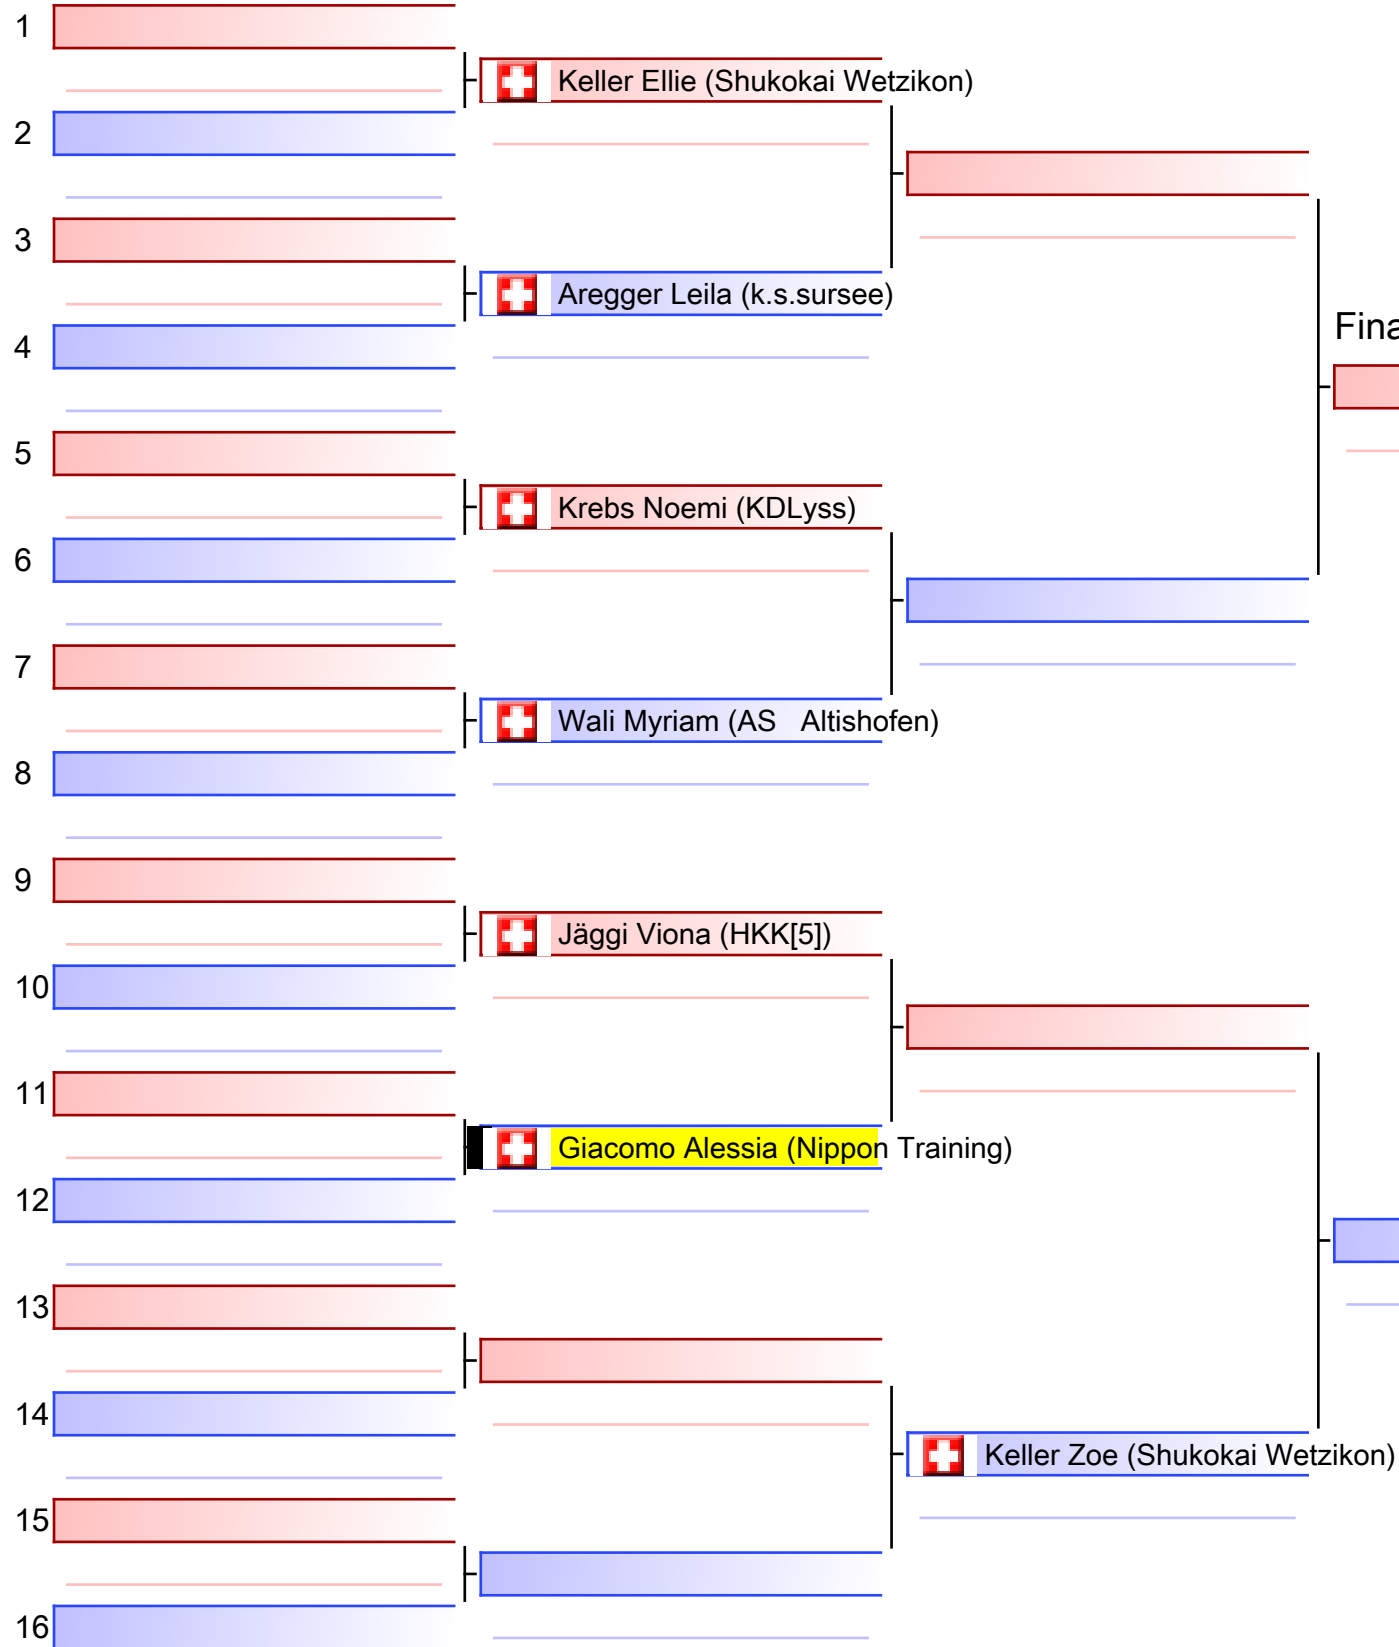 1
Keller Ellie (Shukokai Wetzikon)
2
3
Aregger Leila (k.s.sursee)
Fina
4
5
Krebs Noemi (KDLyss)
6
7
Wali Myriam (AS Altishofen)
8
9
Jäggi Viona (HKK[5])
10
11
Giacomo Alessia (Nippon Training)
12
13
14
Keller Zoe (Shukokai Wetzikon)
15
16